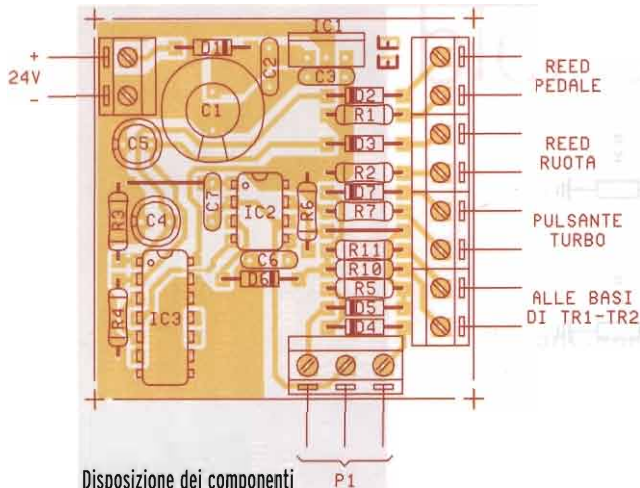 IC1
+
24V
-
D1
C2
C3
EF
C1
D2
R1
D3
C5
R2
D7
R7
C7
IC2
R6
R3
C4
C6
D6
R11
R10
R5
D5
D4
R4
IC3
REED
PEDALE
REED
RUOTA
PULSANTE
TURBO
ALLE BASI
DI TR1-TR2
P1
Disposizione dei componenti